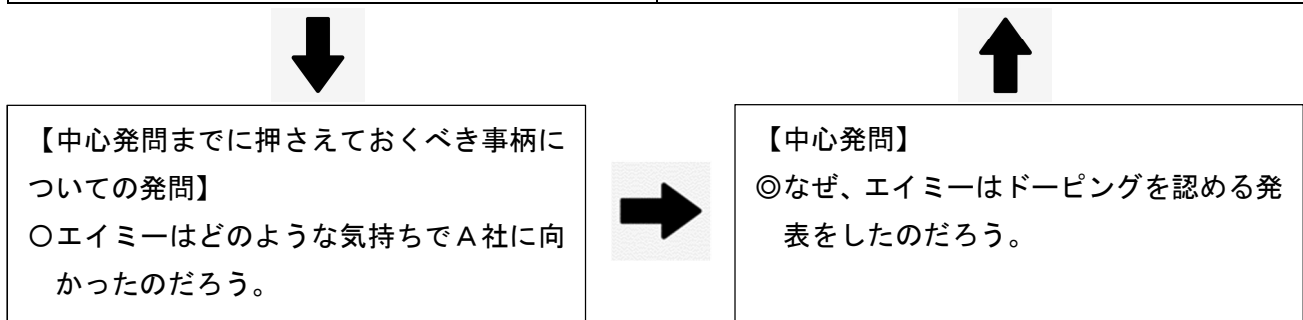 【中心発問までに押さえておくべき事柄に
ついての発問】
〇エイミーはどのような気持ちでA社に向
かったのだろう。
【中心発問】
◎なぜ、エイミーはドーピングを認める発
表をしたのだろう。